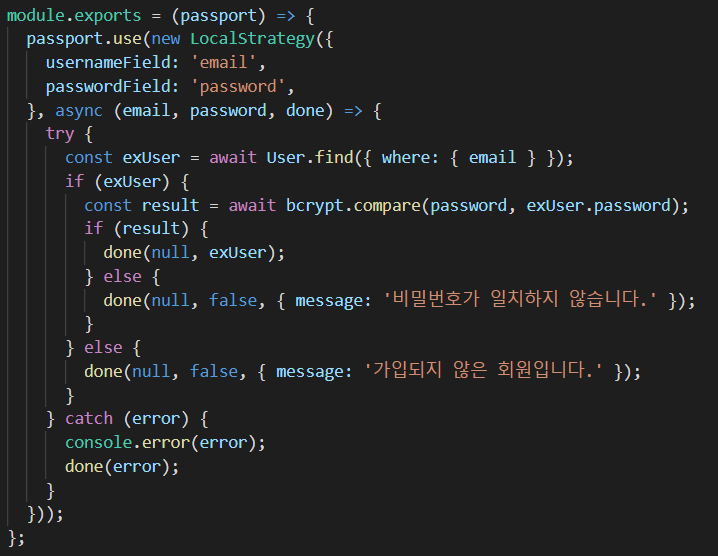 module.exports = (passport) => {
  passport.use(new LocalStrategy({
    usernameField: 'email',
    passwordField: 'password',
  }, async (email, password, done) => {
    try {
      const exUser = await User.find({ where: { email } });
      if (exUser) {
        const result = await bcrypt.compare(password, exUser.password);
        if (result) {
          done(null, exUser);
        } else {
          done(null, false, { message: '비밀번호가 일치하지 않습니다.' });
        }
      } else {
        done(null, false, { message: '가입되지 않은 회원입니다.' });
      }
    } catch (error) {
      console.error(error);
      done(error);
    }
  }));
};